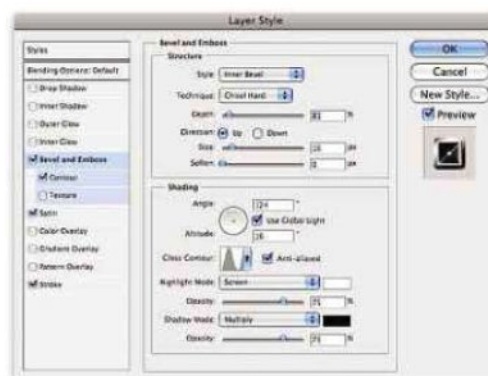 Layer Style
Styles
Blending Options: Default
Drop Shadow
Inner Shadow
Outer Glow
Inner Glow
Bevel and Emboss
Contour
Texture
Satin
Color Overlay
Gradient Overlay
Pattern Overlay
Stroke
Bevel and Emboss
Structure
Style: Inner Bevel
Technique: Chisel Hard
Depth: %
Direction: Up Down
Size: px
Soften: 0 px
Shading
Angle: °
Use Global Light
Altitude: °
Gloss Contour: Anti-aliased
Highlight Mode: Screen
Opacity: 75 %
Shadow Mode: Multiply
Opacity: 75 %
OK
Cancel
New Style...
Preview